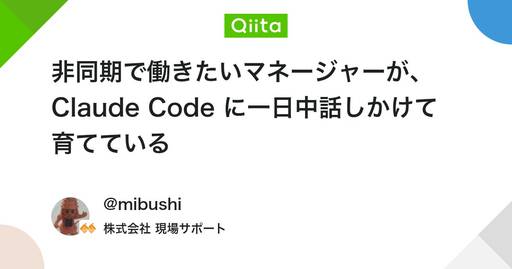 Qiita
非同期で働きたいマネージャーが、
Claude Code に一日中話しかけて
育てている
@mibushi
株式会社 現場サポート